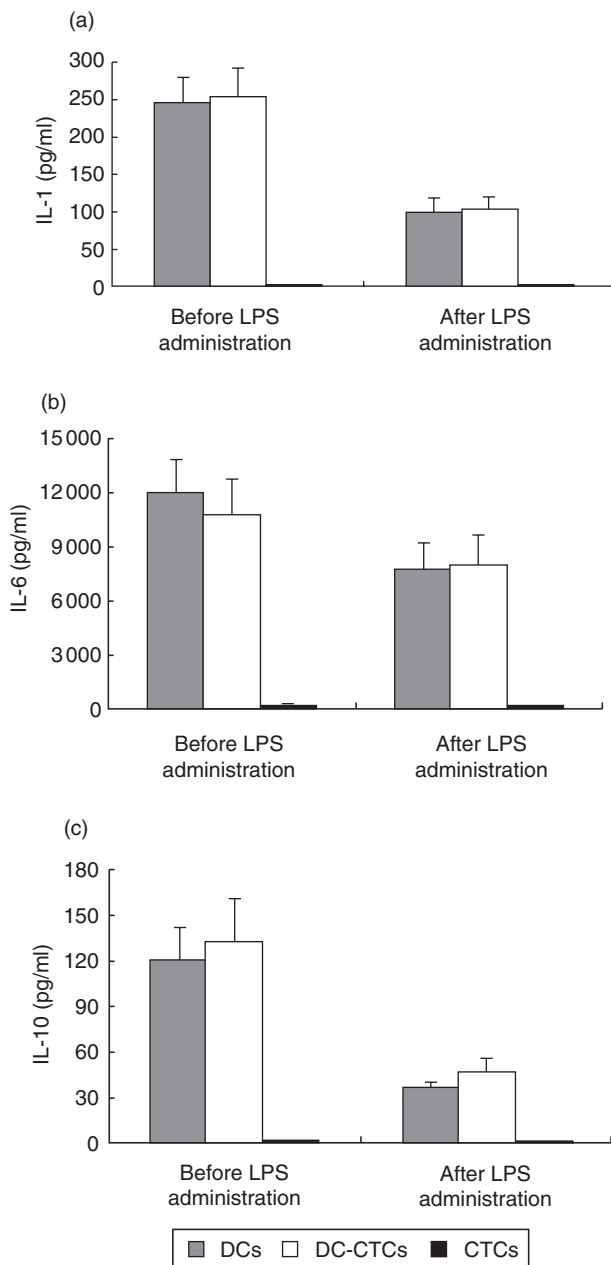 (a)
300
250
200
150
100
50
0
IL-1 (pg/ml)
Before LPS
administration
After LPS
administration
(b)
15 000
12 000
9 000
6 000
3 000
0
IL-6 (pg/ml)
Before LPS
administration
After LPS
administration
(c)
180
150
120
90
60
30
0
IL-10 (pg/ml)
Before LPS
administration
After LPS
administration
DCs DC-CTCs CTCs